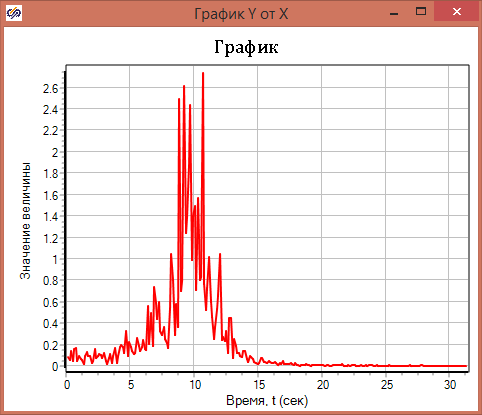 График Y от X
График
Значение величины
2.6
2.4
2.2
2
1.8
1.6
1.4
1.2
1
0.8
0.6
0.4
0.2
0
0 5 10 15 20 25 30
Время, t (сек)